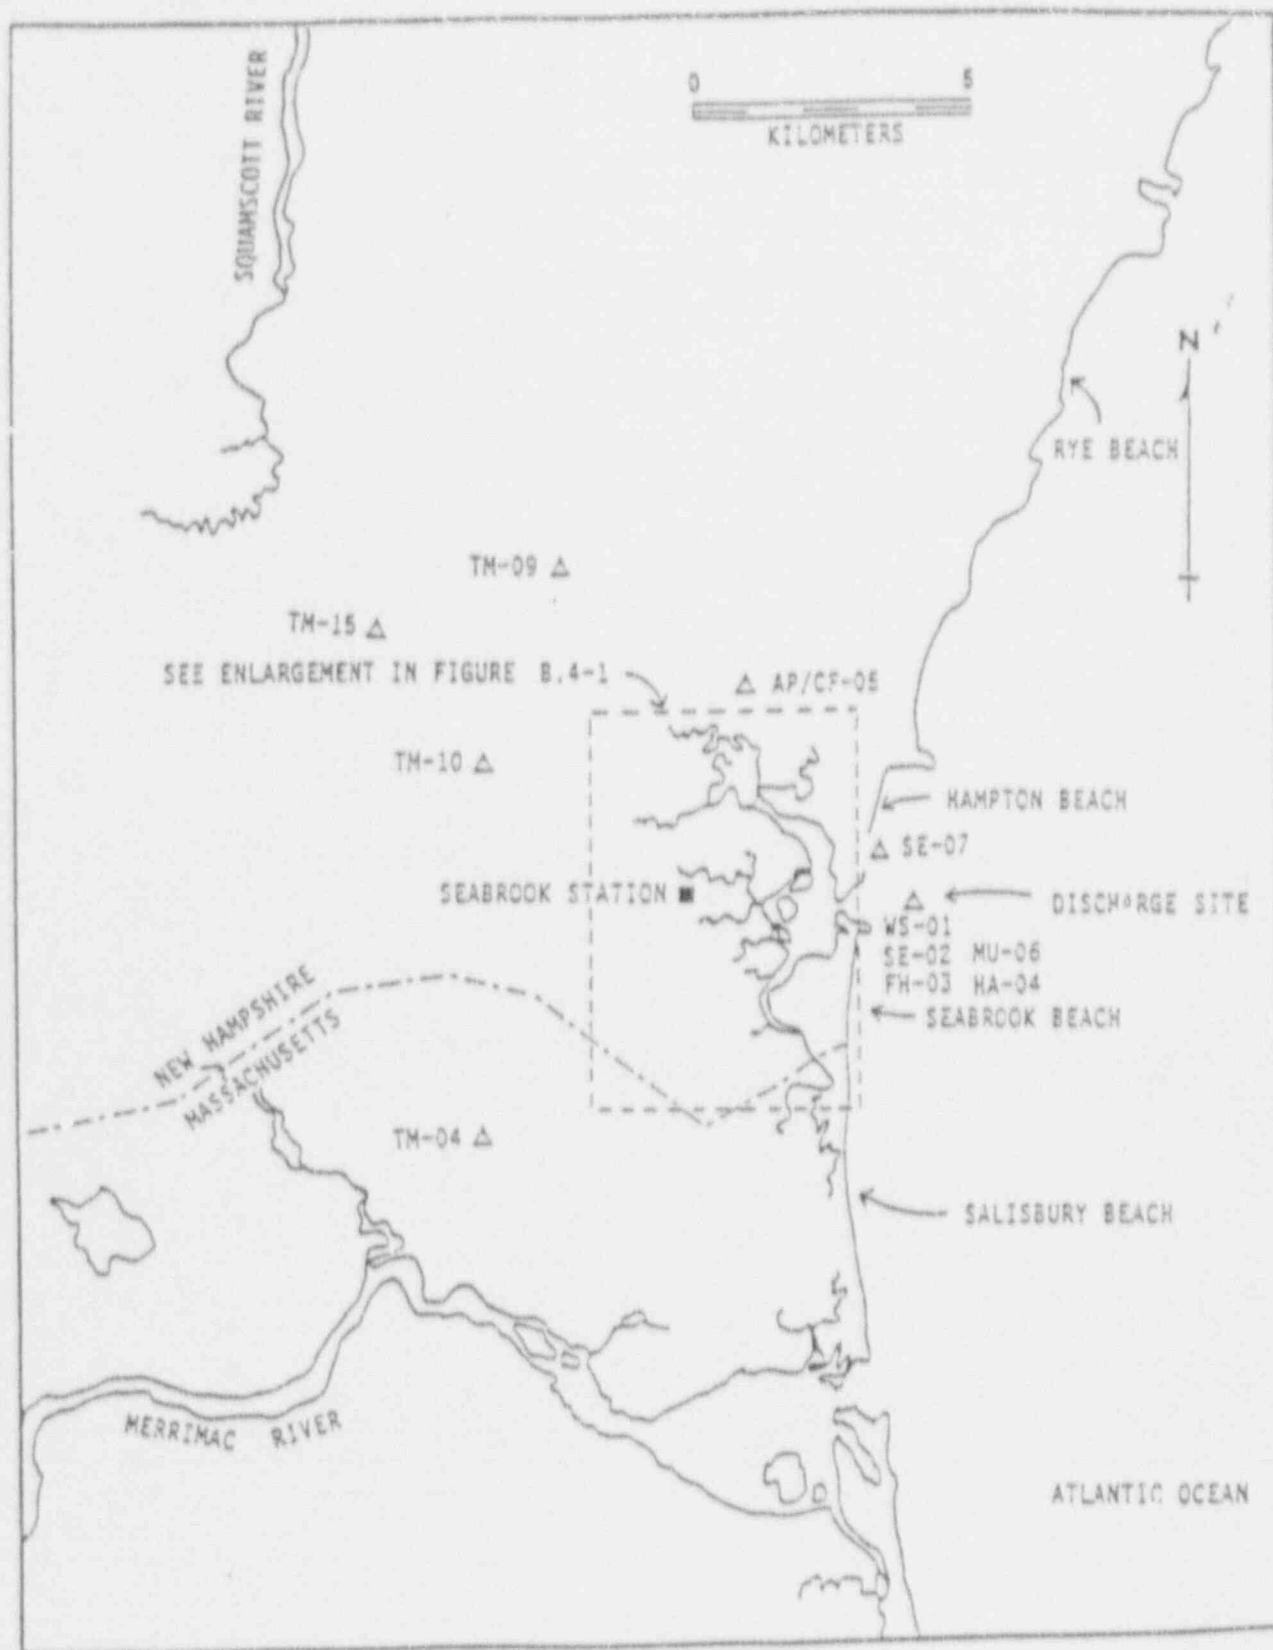 SQUAMSCOTT RIVER
0 5
KILOMETERS
N
RYE BEACH
TM-09
TM-15
SEE ENLARGEMENT IN FIGURE B.4-1
AP/CF-05
TM-10
HAMPTON BEACH
SE-07
SEABROOK STATION
DISCHARGE SITE
WS-01
SE-02 MU-06
FH-03 HA-04
SEABROOK BEACH
NEW HAMPSHIRE
MASSACHUSETTS
TM-04
SALISBURY BEACH
MERRIMAC RIVER
ATLANTIC OCEAN